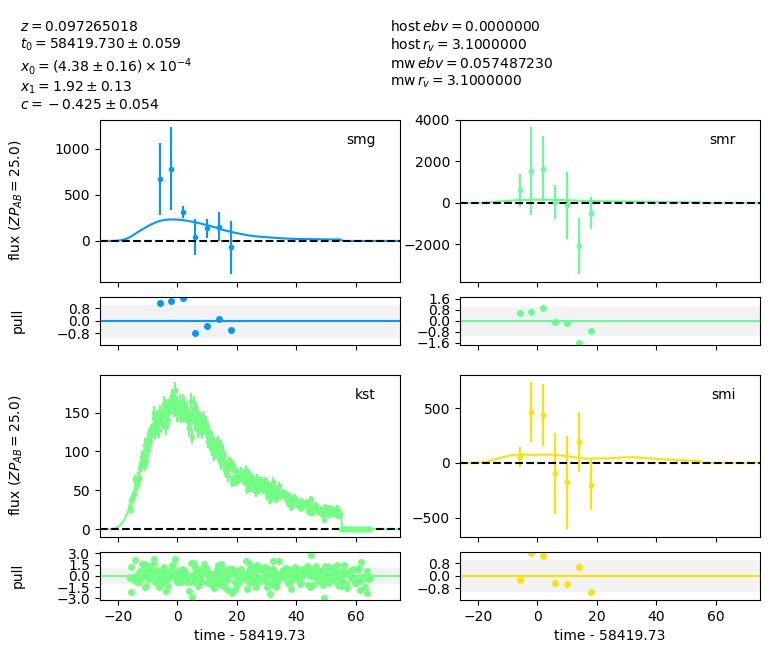 z = 0.097265018
t₀ = 58419.730 ± 0.059
x₀ = (4.38 ± 0.16) × 10⁻⁴
x₁ = 1.92 ± 0.13
c = −0.425 ± 0.054
host ebv = 0.0000000
host r_v = 3.1000000
mw ebv = 0.057487230
mw r_v = 3.1000000
smg
1000
500
0
flux (ZP_AB = 25.0)
smr
4000
2000
0
−2000
0.8
0.0
−0.8
pull
1.6
0.8
0.0
−0.8
−1.6
kst
150
100
50
0
flux (ZP_AB = 25.0)
smi
500
0
−500
3.0
1.5
0.0
−1.5
−3.0
pull
0.8
0.0
−0.8
−20 0 20 40 60
time - 58419.73
−20 0 20 40 60
time - 58419.73